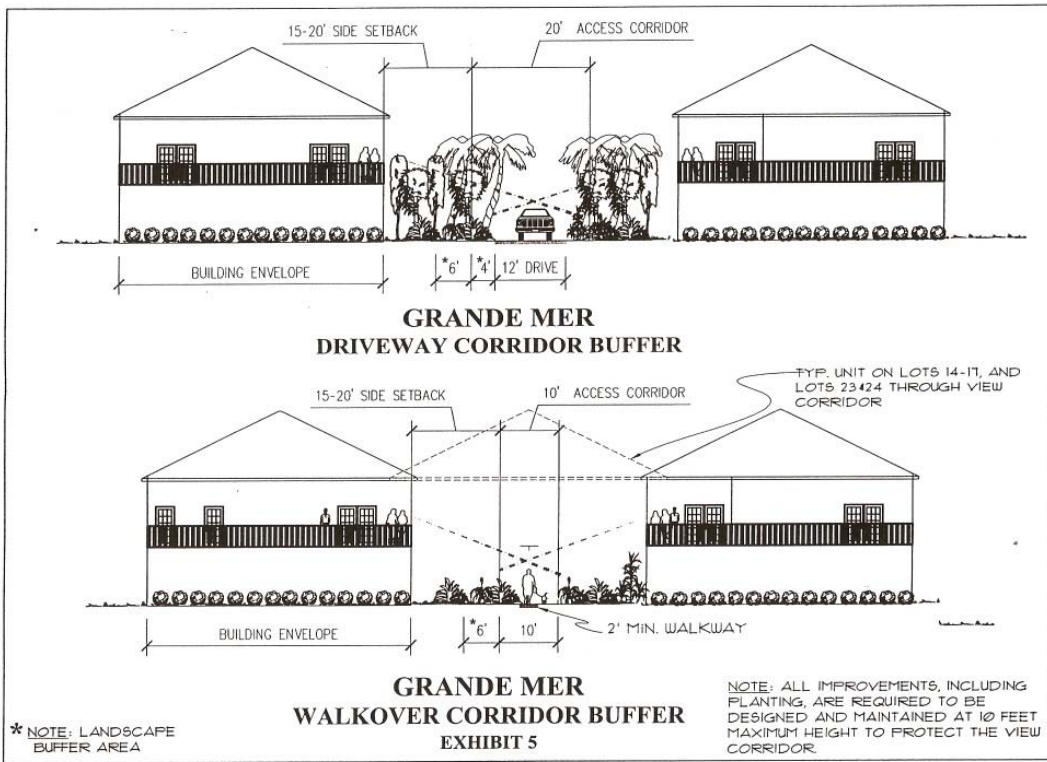 15-20' SIDE SETBACK
20' ACCESS CORRIDOR
BUILDING ENVELOPE
*6'
*4'
12' DRIVE
GRANDE MER
DRIVEWAY CORRIDOR BUFFER
15-20' SIDE SETBACK
10' ACCESS CORRIDOR
TYP. UNIT ON LOTS 14-17, AND
LOTS 23&24 THROUGH VIEW
CORRIDOR
BUILDING ENVELOPE
*6'
10'
2' MIN. WALKWAY
GRANDE MER
WALKOVER CORRIDOR BUFFER
EXHIBIT 5
* NOTE: LANDSCAPE
BUFFER AREA
NOTE: ALL IMPROVEMENTS, INCLUDING
PLANTING, ARE REQUIRED TO BE
DESIGNED AND MAINTAINED AT 10 FEET
MAXIMUM HEIGHT TO PROTECT THE VIEW
CORRIDOR.